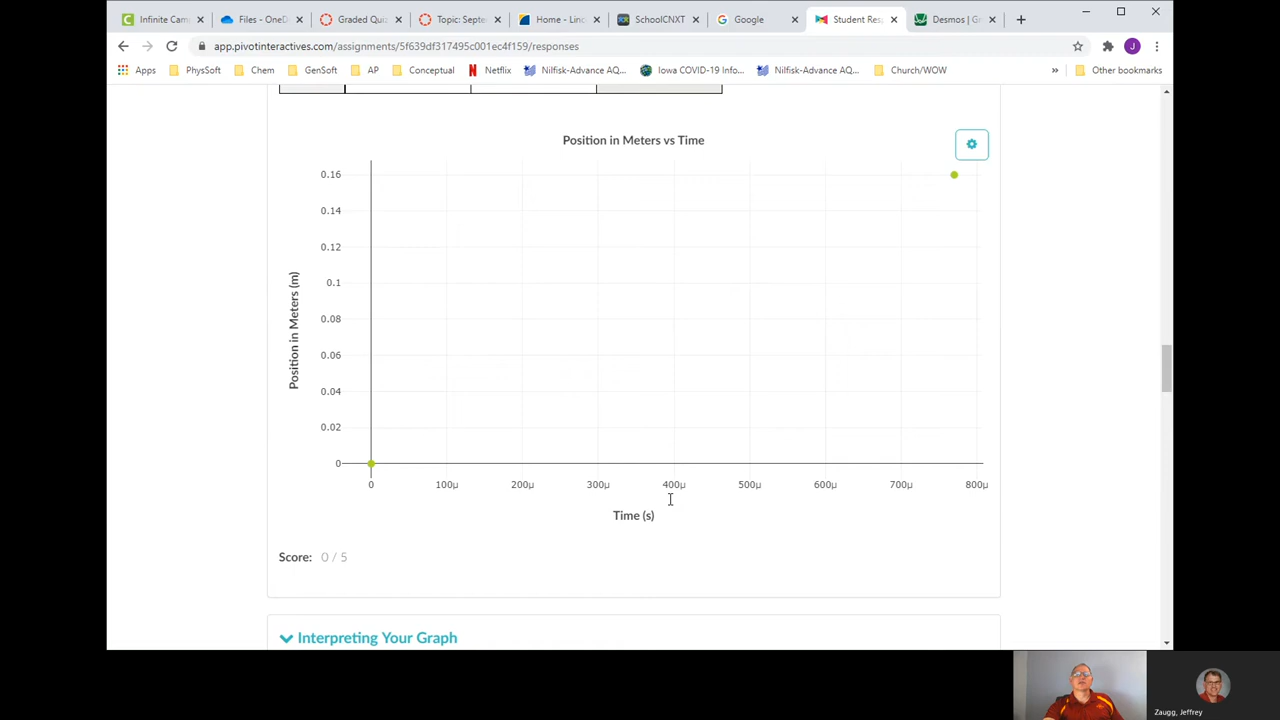 Infinite Cam
Files - OneD
Graded Quiz
Topic: Septe
Home - Linc
SchoolCNXT
Google
Student Res
Desmos | Gr
app.pivotinteractives.com/assignments/5f639df317495c001ec4f159/responses
J
Apps
PhysSoft
Chem
GenSoft
AP
Conceptual
Netflix
Nilfisk-Advance AQ...
Iowa COVID-19 Info...
Nilfisk-Advance AQ...
Church/WOW
»
Other bookmarks
Position in Meters vs Time
0.16
0.14
0.12
0.1
0.08
0.06
0.04
0.02
0
Position in Meters (m)
0 100μ 200μ 300μ 400μ 500μ 600μ 700μ 800μ
Time (s)
Score: 0 / 5
Interpreting Your Graph
Zaugg, Jeffrey